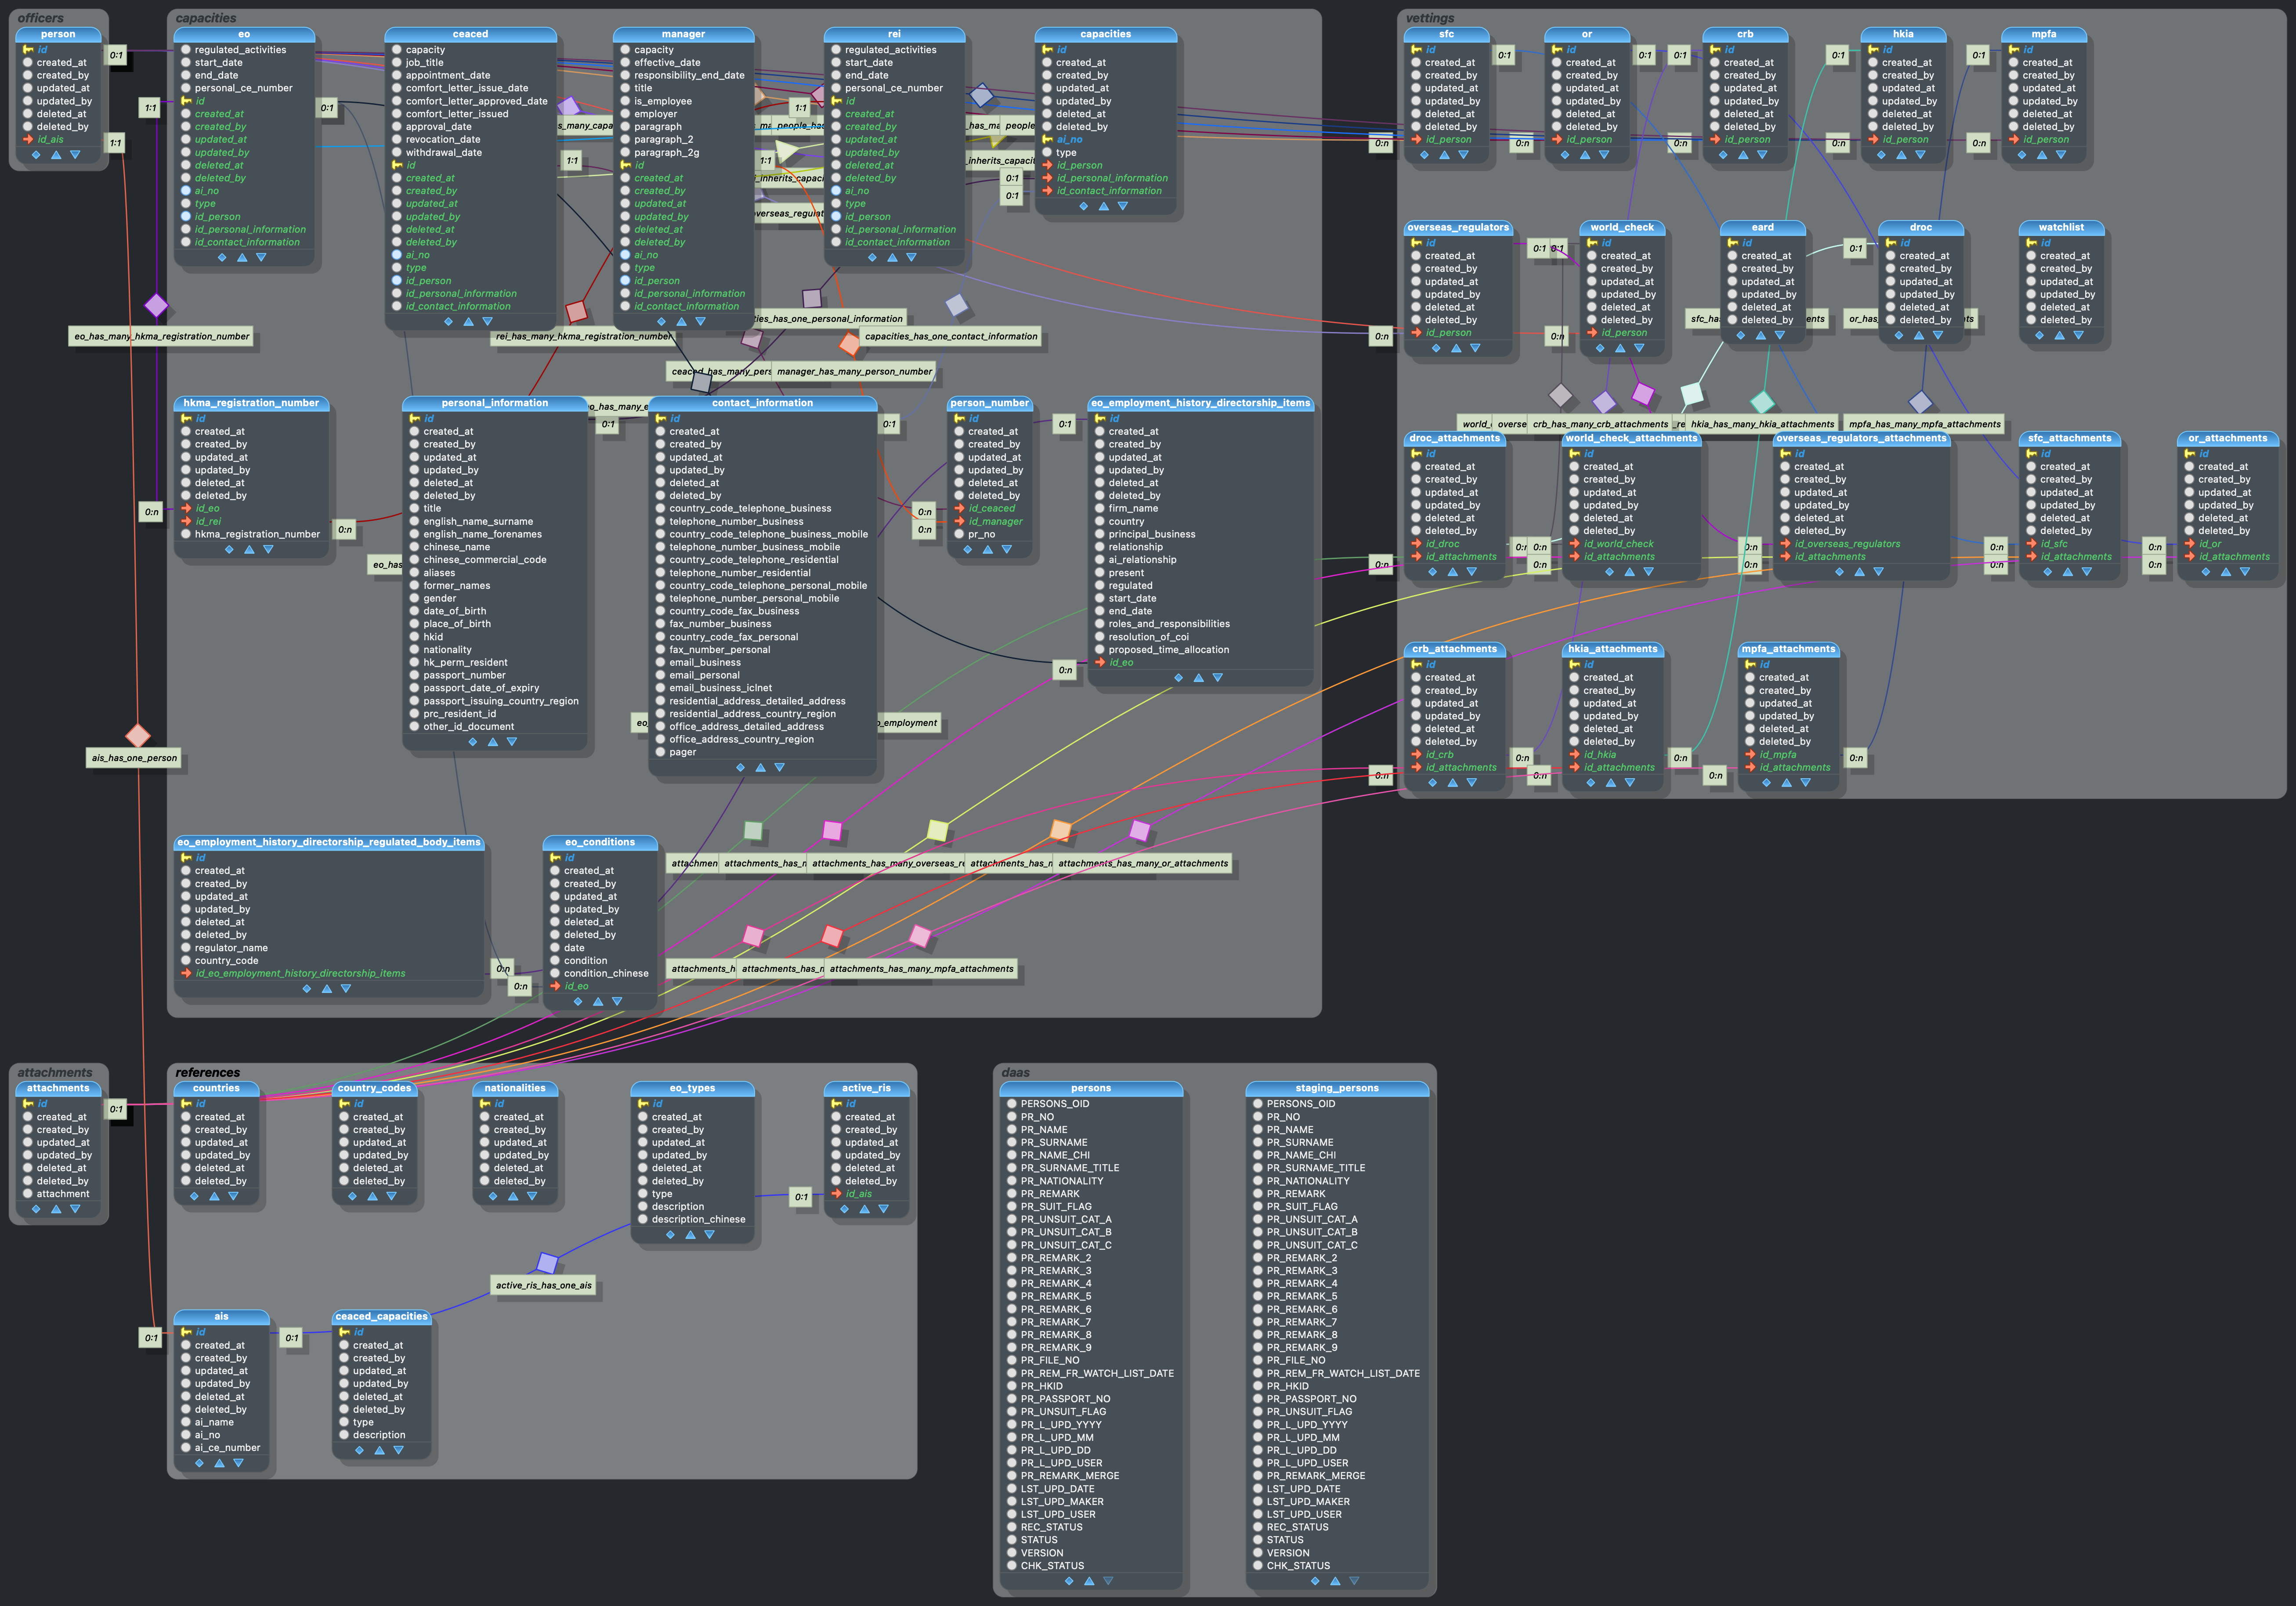 officers
person
id
created_at
created_by
updated_at
updated_by
deleted_at
deleted_by
id_ais
0:1
1:1
capacities
eo
regulated_activities
start_date
end_date
personal_ce_number
id
created_at
created_by
updated_at
updated_by
deleted_at
deleted_by
ai_no
type
id_person
id_personal_information
id_contact_information
1:1
0:1
ceaced
capacity
job_title
appointment_date
comfort_letter_issue_date
comfort_letter_approved_date
comfort_letter_issued
approval_date
revocation_date
withdrawal_date
id
created_at
created_by
updated_at
updated_by
deleted_at
deleted_by
ai_no
type
id_person
id_personal_information
id_contact_information
1:1
manager
capacity
effective_date
responsibility_end_date
title
is_employee
employer
paragraph
paragraph_2
paragraph_2g
id
created_at
created_by
updated_at
updated_by
deleted_at
deleted_by
ai_no
type
id_person
id_personal_information
id_contact_information
1:1
1:1
rei
regulated_activities
start_date
end_date
personal_ce_number
id
created_at
created_by
updated_at
updated_by
deleted_at
deleted_by
ai_no
type
id_person
id_personal_information
id_contact_information
capacities
id
created_at
created_by
updated_at
updated_by
deleted_at
deleted_by
ai_no
type
id_person
id_personal_information
id_contact_information
0:1
0:1
eo_has_many_hkma_registration_number
rei_has_many_hkma_registration_number
ties_has_one_personal_information
capacities_has_one_contact_information
ceaced_has_many_pers
manager_has_many_person_number
hkma_registration_number
id
created_at
created_by
updated_at
updated_by
deleted_at
deleted_by
id_eo
id_rei
hkma_registration_number
0:n
0:n
personal_information
id
created_at
created_by
updated_at
updated_by
deleted_at
deleted_by
title
english_name_surname
english_name_forenames
chinese_name
chinese_commercial_code
aliases
former_names
gender
date_of_birth
place_of_birth
hkid
nationality
hk_perm_resident
passport_number
passport_date_of_expiry
passport_issuing_country_region
prc_resident_id
other_id_document
0:1
contact_information
id
created_at
created_by
updated_at
updated_by
deleted_at
deleted_by
country_code_telephone_business
telephone_number_business
country_code_telephone_business_mobile
telephone_number_business_mobile
country_code_telephone_residential
telephone_number_residential
country_code_telephone_personal_mobile
telephone_number_personal_mobile
country_code_fax_business
fax_number_business
country_code_fax_personal
fax_number_personal
email_business
email_personal
email_business_iclnet
residential_address_detailed_address
residential_address_country_region
office_address_detailed_address
office_address_country_region
pager
0:1
person_number
id
created_at
created_by
updated_at
updated_by
deleted_at
deleted_by
id_ceaced
id_manager
pr_no
0:n
0:n
eo_employment_history_directorship_items
id
created_at
created_by
updated_at
updated_by
deleted_at
deleted_by
firm_name
country
principal_business
relationship
ai_relationship
present
regulated
start_date
end_date
roles_and_responsibilities
resolution_of_coi
proposed_time_allocation
id_eo
0:1
0:n
ais_has_one_person
eo_employment_history_directorship_regulated_body_items
id
created_at
created_by
updated_at
updated_by
deleted_at
deleted_by
regulator_name
country_code
id_eo_employment_history_directorship_items
0:n
0:n
eo_conditions
id
created_at
created_by
updated_at
updated_by
deleted_at
deleted_by
date
condition
condition_chinese
id_eo
attachmen
attachments_has_n
attachments_has_many_overseas_re
attachments_has_n
attachments_has_many_or_attachments
attachments_h
attachments_has_n
attachments_has_many_mpfa_attachments
vettings
sfc
id
created_at
created_by
updated_at
updated_by
deleted_at
deleted_by
id_person
0:1
0:n
or
id
created_at
created_by
updated_at
updated_by
deleted_at
deleted_by
id_person
0:1
0:n
crb
id
created_at
created_by
updated_at
updated_by
deleted_at
deleted_by
id_person
0:1
0:n
hkia
id
created_at
created_by
updated_at
updated_by
deleted_at
deleted_by
id_person
0:1
0:n
mpfa
id
created_at
created_by
updated_at
updated_by
deleted_at
deleted_by
id_person
0:1
0:n
overseas_regulators
id
created_at
created_by
updated_at
updated_by
deleted_at
deleted_by
id_person
0:1
0:n
world_check
id
created_at
created_by
updated_at
updated_by
deleted_at
deleted_by
id_person
0:1
0:n
eard
id
created_at
created_by
updated_at
updated_by
deleted_at
deleted_by
droc
id
created_at
created_by
updated_at
updated_by
deleted_at
deleted_by
0:1
watchlist
id
created_at
created_by
updated_at
updated_by
deleted_at
deleted_by
crb_has_many_crb_attachments
hkia_has_many_hkia_attachments
mpfa_has_many_mpfa_attachments
droc_attachments
id
created_at
created_by
updated_at
updated_by
deleted_at
deleted_by
id_droc
id_attachments
0:n
world_check_attachments
id
created_at
created_by
updated_at
updated_by
deleted_at
deleted_by
id_world_check
id_attachments
0:n
0:n
overseas_regulators_attachments
id
created_at
created_by
updated_at
updated_by
deleted_at
deleted_by
id_overseas_regulators
id_attachments
0:n
0:n
sfc_attachments
id
created_at
created_by
updated_at
updated_by
deleted_at
deleted_by
id_sfc
id_attachments
0:n
0:n
or_attachments
id
created_at
created_by
updated_at
updated_by
deleted_at
deleted_by
id_or
id_attachments
0:n
0:n
crb_attachments
id
created_at
created_by
updated_at
updated_by
deleted_at
deleted_by
id_crb
id_attachments
0:n
0:n
hkia_attachments
id
created_at
created_by
updated_at
updated_by
deleted_at
deleted_by
id_hkia
id_attachments
0:n
0:n
mpfa_attachments
id
created_at
created_by
updated_at
updated_by
deleted_at
deleted_by
id_mpfa
id_attachments
0:n
0:n
attachments
attachments
id
created_at
created_by
updated_at
updated_by
deleted_at
deleted_by
attachment
0:1
references
countries
id
created_at
created_by
updated_at
updated_by
deleted_at
deleted_by
country_codes
id
created_at
created_by
updated_at
updated_by
deleted_at
deleted_by
nationalities
id
created_at
created_by
updated_at
updated_by
deleted_at
deleted_by
eo_types
id
created_at
created_by
updated_at
updated_by
deleted_at
deleted_by
type
description
description_chinese
0:1
active_ris
id
created_at
created_by
updated_at
updated_by
deleted_at
deleted_by
id_ais
active_ris_has_one_ais
ais
id
created_at
created_by
updated_at
updated_by
deleted_at
deleted_by
ai_name
ai_no
ai_ce_number
0:1
0:1
ceaced_capacities
id
created_at
created_by
updated_at
updated_by
deleted_at
deleted_by
type
description
daas
persons
PERSONS_OID
PR_NO
PR_NAME
PR_SURNAME
PR_NAME_CHI
PR_SURNAME_TITLE
PR_NATIONALITY
PR_REMARK
PR_SUIT_FLAG
PR_UNSUIT_CAT_A
PR_UNSUIT_CAT_B
PR_UNSUIT_CAT_C
PR_REMARK_2
PR_REMARK_3
PR_REMARK_4
PR_REMARK_5
PR_REMARK_6
PR_REMARK_7
PR_REMARK_8
PR_REMARK_9
PR_FILE_NO
PR_REM_FR_WATCH_LIST_DATE
PR_HKID
PR_PASSPORT_NO
PR_UNSUIT_FLAG
PR_L_UPD_YYYY
PR_L_UPD_MM
PR_L_UPD_DD
PR_L_UPD_USER
PR_REMARK_MERGE
LST_UPD_DATE
LST_UPD_MAKER
LST_UPD_USER
REC_STATUS
STATUS
VERSION
CHK_STATUS
staging_persons
PERSONS_OID
PR_NO
PR_NAME
PR_SURNAME
PR_NAME_CHI
PR_SURNAME_TITLE
PR_NATIONALITY
PR_REMARK
PR_SUIT_FLAG
PR_UNSUIT_CAT_A
PR_UNSUIT_CAT_B
PR_UNSUIT_CAT_C
PR_REMARK_2
PR_REMARK_3
PR_REMARK_4
PR_REMARK_5
PR_REMARK_6
PR_REMARK_7
PR_REMARK_8
PR_REMARK_9
PR_FILE_NO
PR_REM_FR_WATCH_LIST_DATE
PR_HKID
PR_PASSPORT_NO
PR_UNSUIT_FLAG
PR_L_UPD_YYYY
PR_L_UPD_MM
PR_L_UPD_DD
PR_L_UPD_USER
PR_REMARK_MERGE
LST_UPD_DATE
LST_UPD_MAKER
LST_UPD_USER
REC_STATUS
STATUS
VERSION
CHK_STATUS